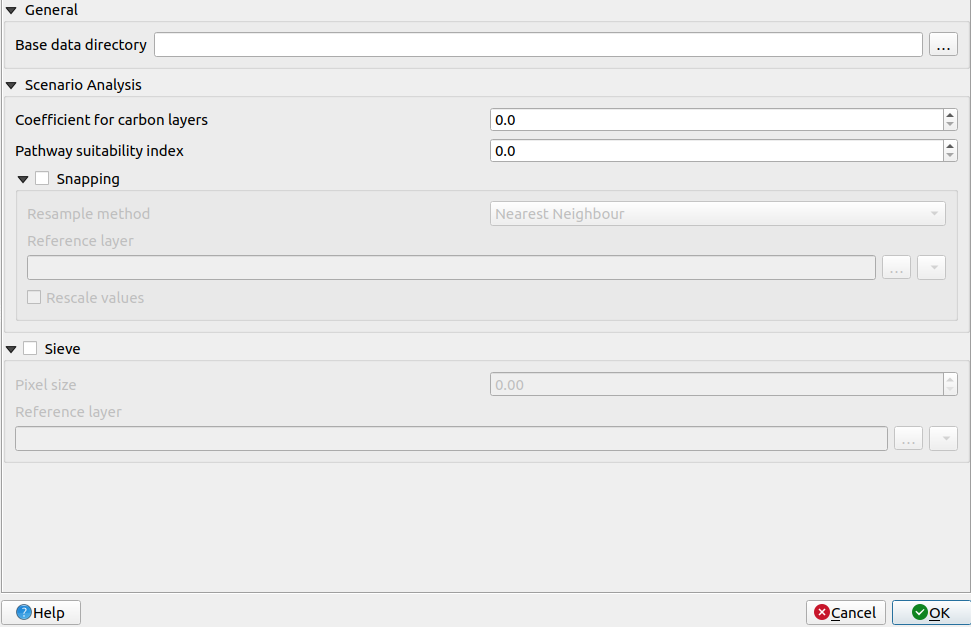 General
Base data directory ...
Scenario Analysis
Coefficient for carbon layers 0.0
Pathway suitability index 0.0
Snapping
Resample method Nearest Neighbour
Reference layer
...
Rescale values
Sieve
Pixel size 0.00
Reference layer
...
Help Cancel OK